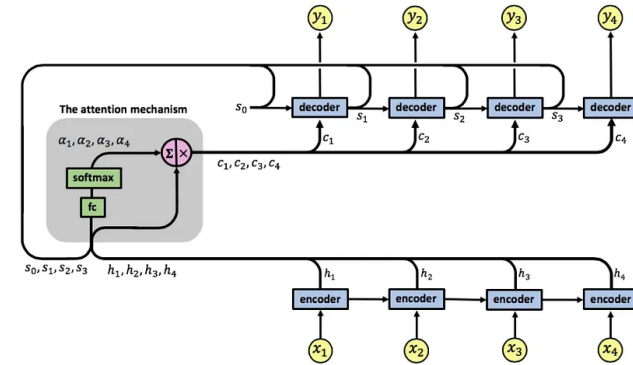 y₁ y₂ y₃ y₄
s₀ decoder s₁ decoder s₂ decoder s₃ decoder
c₁ c₂ c₃ c₄
The attention mechanism
α₁, α₂, α₃, α₄
Σ ×
softmax
fc
c₁, c₂, c₃, c₄
s₀, s₁, s₂, s₃ h₁, h₂, h₃, h₄
h₁ h₂ h₃ h₄
encoder encoder encoder encoder
x₁ x₂ x₃ x₄